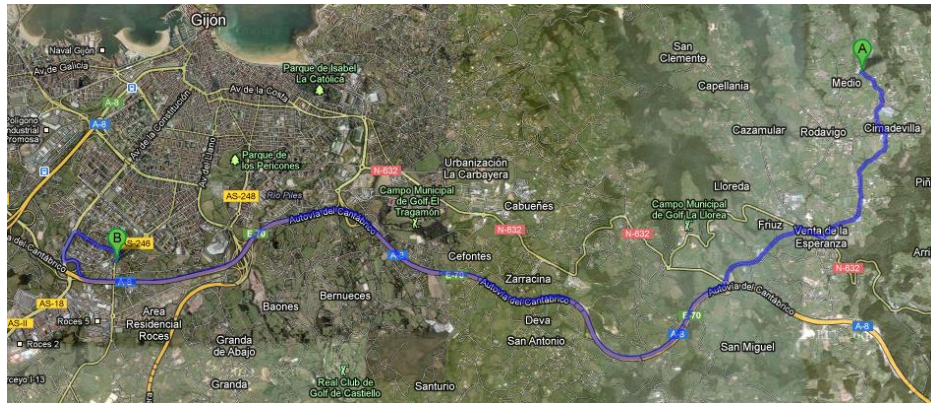 Gijón
Naval Gijón
Av de Galicia
A-8
Polígono
Industrial
Promosa
A-8
Av de la Constitución
Av del Llano
Parque de Isabel
La Católica
Av de la Costa
Parque de
los Pericones
AS-248
Río Piles
N-632
Urbanización
La Carbayera
Campo Municipal
de Golf El
Tragamón
Cabueñes
N-632
San
Clemente
Capellania
Cazamular
Rodavigo
A
Medio
Cimadevilla
Lloreda
Campo Municipal
de Golf La Llorea
N-632
Friuz
Venta de la
Esperanza
N-632
Autovía del Cantábrico
E-70
A-8
Cefontes
E-70
Zarracina
Autovía del Cantábrico
Deva
San Antonio
E-70
A-8
Autovía del Cantábrico
A-8
San Miguel
B
AS-246
A-8
AS-18
AS-II
Roces 5
Roces 2
Area
Residencial
Roces
Baones
Bernueces
Granda
de Abajo
Granda
Real Club de
Golf de Castiello
Santurio